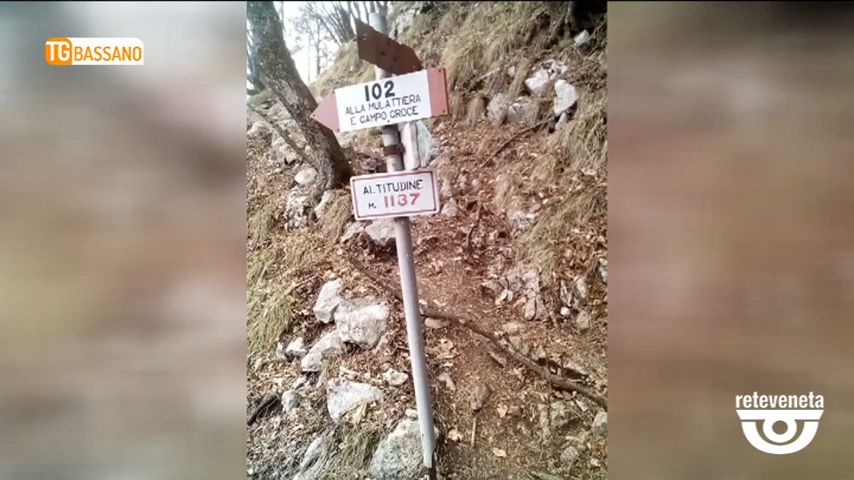 TG BASSANO
102
ALLA MULATTIERA
E CAMPO CROCE
ALTITUDINE
M. 1137
reteveneta